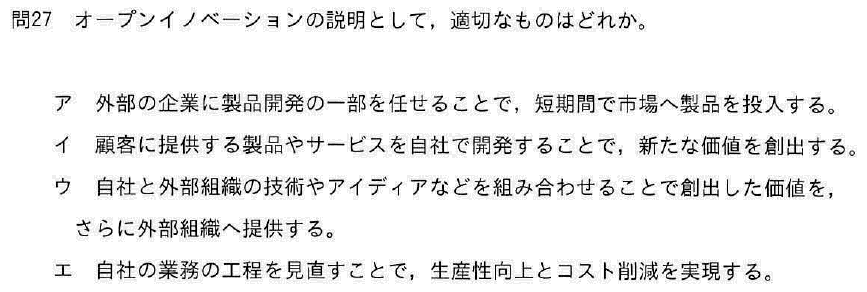 問27 オープンイノベーションの説明として，適切なものはどれか。
ア 外部の企業に製品開発の一部を任せることで，短期間で市場へ製品を投入する。
イ 顧客に提供する製品やサービスを自社で開発することで，新たな価値を創出する。
ウ 自社と外部組織の技術やアイディアなどを組み合わせることで創出した価値を，
さらに外部組織へ提供する。
エ 自社の業務の工程を見直すことで，生産性向上とコスト削減を実現する。